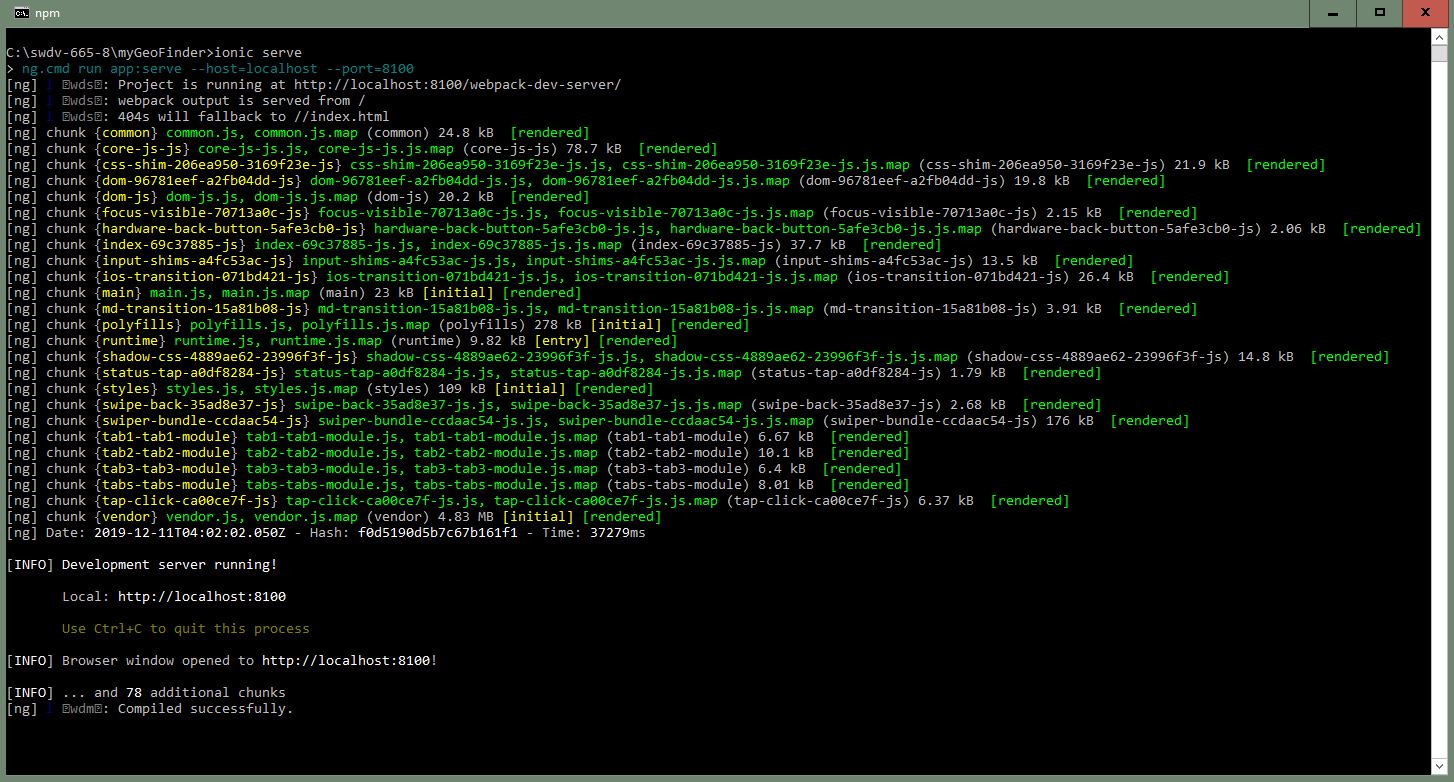 npm
C:\swdv-665-8\myGeoFinder>ionic serve
> ng.cmd run app:serve --host=localhost --port=8100
[ng] i ⍰wds⍰: Project is running at http://localhost:8100/webpack-dev-server/
[ng] i ⍰wds⍰: webpack output is served from /
[ng] i ⍰wds⍰: 404s will fallback to //index.html
[ng] chunk {common} common.js, common.js.map (common) 24.8 kB  [rendered]
[ng] chunk {core-js-js} core-js-js.js, core-js-js.js.map (core-js-js) 78.7 kB  [rendered]
[ng] chunk {css-shim-206ea950-3169f23e-js} css-shim-206ea950-3169f23e-js.js, css-shim-206ea950-3169f23e-js.js.map (css-shim-206ea950-3169f23e-js) 21.9 kB  [rendered]
[ng] chunk {dom-96781eef-a2fb04dd-js} dom-96781eef-a2fb04dd-js.js, dom-96781eef-a2fb04dd-js.js.map (dom-96781eef-a2fb04dd-js) 19.8 kB  [rendered]
[ng] chunk {dom-js} dom-js.js, dom-js.js.map (dom-js) 20.2 kB  [rendered]
[ng] chunk {focus-visible-70713a0c-js} focus-visible-70713a0c-js.js, focus-visible-70713a0c-js.js.map (focus-visible-70713a0c-js) 2.15 kB  [rendered]
[ng] chunk {hardware-back-button-5afe3cb0-js} hardware-back-button-5afe3cb0-js.js, hardware-back-button-5afe3cb0-js.js.map (hardware-back-button-5afe3cb0-js) 2.06 kB  [rendered]
[ng] chunk {index-69c37885-js} index-69c37885-js.js, index-69c37885-js.js.map (index-69c37885-js) 37.7 kB  [rendered]
[ng] chunk {input-shims-a4fc53ac-js} input-shims-a4fc53ac-js.js, input-shims-a4fc53ac-js.js.map (input-shims-a4fc53ac-js) 13.5 kB  [rendered]
[ng] chunk {ios-transition-071bd421-js} ios-transition-071bd421-js.js, ios-transition-071bd421-js.js.map (ios-transition-071bd421-js) 26.4 kB  [rendered]
[ng] chunk {main} main.js, main.js.map (main) 23 kB [initial] [rendered]
[ng] chunk {md-transition-15a81b08-js} md-transition-15a81b08-js.js, md-transition-15a81b08-js.js.map (md-transition-15a81b08-js) 3.91 kB  [rendered]
[ng] chunk {polyfills} polyfills.js, polyfills.js.map (polyfills) 278 kB [initial] [rendered]
[ng] chunk {runtime} runtime.js, runtime.js.map (runtime) 9.82 kB [entry] [rendered]
[ng] chunk {shadow-css-4889ae62-23996f3f-js} shadow-css-4889ae62-23996f3f-js.js, shadow-css-4889ae62-23996f3f-js.js.map (shadow-css-4889ae62-23996f3f-js) 14.8 kB  [rendered]
[ng] chunk {status-tap-a0df8284-js} status-tap-a0df8284-js.js, status-tap-a0df8284-js.js.map (status-tap-a0df8284-js) 1.79 kB  [rendered]
[ng] chunk {styles} styles.js, styles.js.map (styles) 109 kB [initial] [rendered]
[ng] chunk {swipe-back-35ad8e37-js} swipe-back-35ad8e37-js.js, swipe-back-35ad8e37-js.js.map (swipe-back-35ad8e37-js) 2.68 kB  [rendered]
[ng] chunk {swiper-bundle-ccdaac54-js} swiper-bundle-ccdaac54-js.js, swiper-bundle-ccdaac54-js.js.map (swiper-bundle-ccdaac54-js) 176 kB  [rendered]
[ng] chunk {tab1-tab1-module} tab1-tab1-module.js, tab1-tab1-module.js.map (tab1-tab1-module) 6.67 kB  [rendered]
[ng] chunk {tab2-tab2-module} tab2-tab2-module.js, tab2-tab2-module.js.map (tab2-tab2-module) 10.1 kB  [rendered]
[ng] chunk {tab3-tab3-module} tab3-tab3-module.js, tab3-tab3-module.js.map (tab3-tab3-module) 6.4 kB  [rendered]
[ng] chunk {tabs-tabs-module} tabs-tabs-module.js, tabs-tabs-module.js.map (tabs-tabs-module) 8.01 kB  [rendered]
[ng] chunk {tap-click-ca00ce7f-js} tap-click-ca00ce7f-js.js, tap-click-ca00ce7f-js.js.map (tap-click-ca00ce7f-js) 6.37 kB  [rendered]
[ng] chunk {vendor} vendor.js, vendor.js.map (vendor) 4.83 MB [initial] [rendered]
[ng] Date: 2019-12-11T04:02:02.050Z - Hash: f0d5190d5b7c67b161f1 - Time: 37279ms
[INFO] Development server running!
Local: http://localhost:8100
Use Ctrl+C to quit this process
[INFO] Browser window opened to http://localhost:8100!
[INFO] ... and 78 additional chunks
[ng] i ⍰wdm⍰: Compiled successfully.